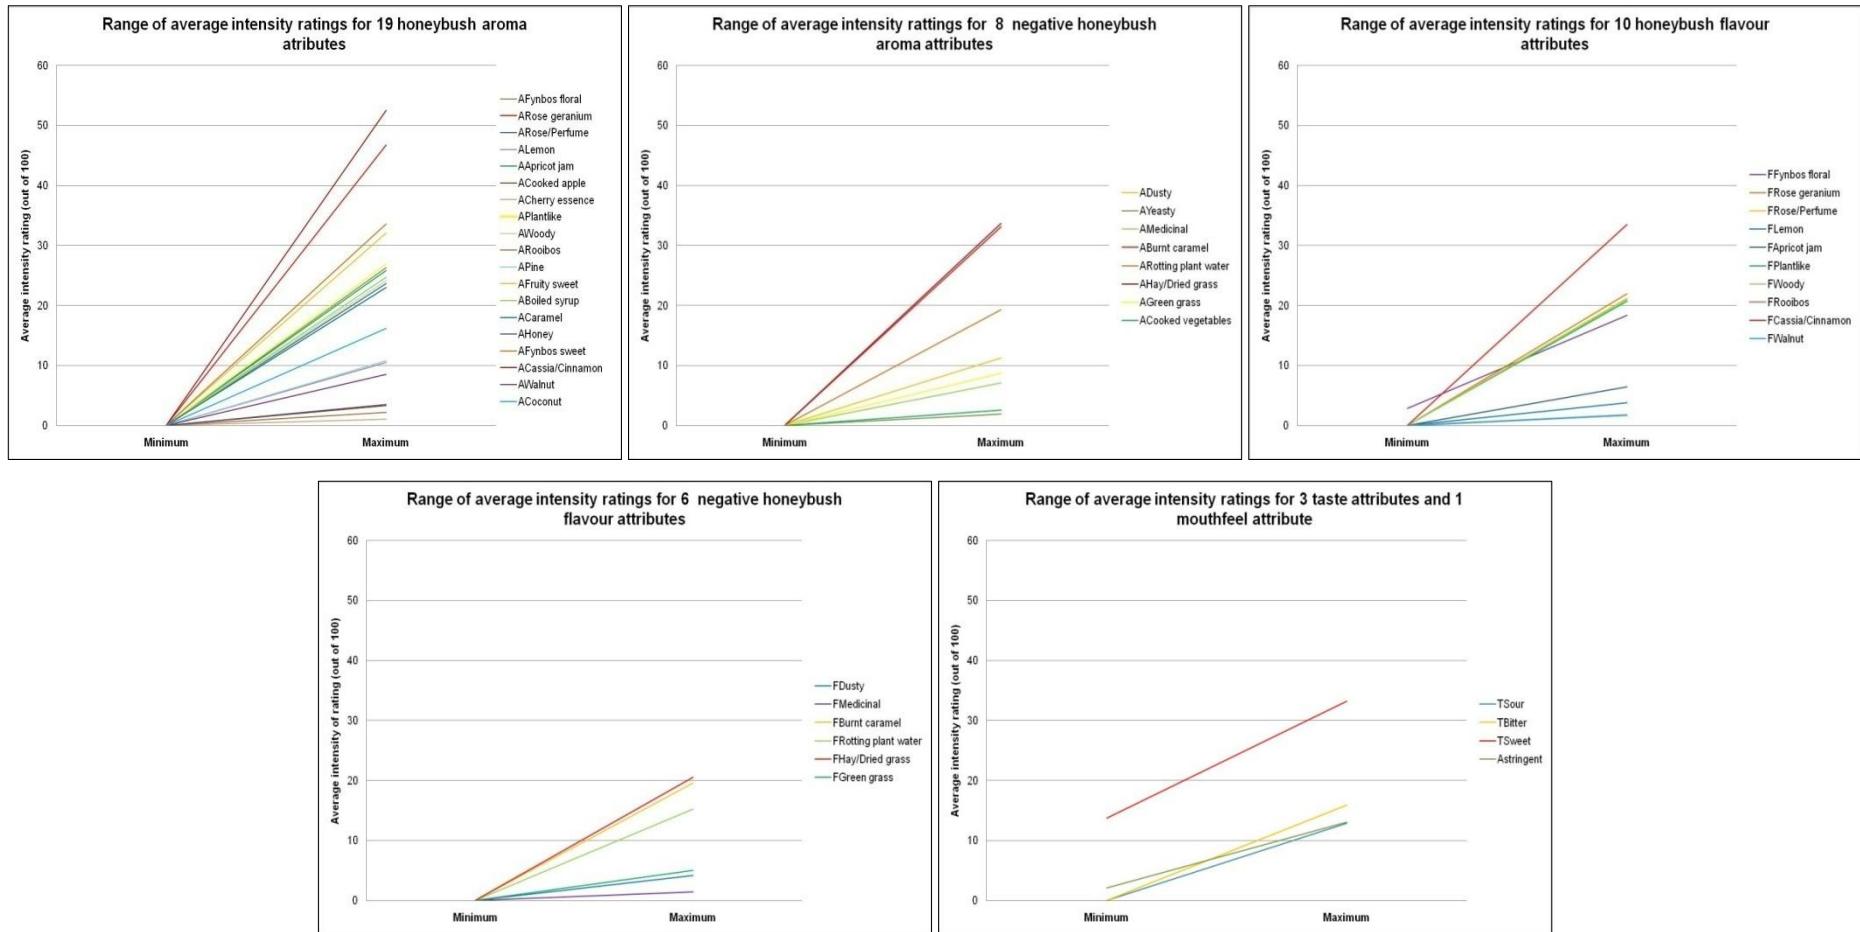 Range of average intensity ratings for 19 honeybush aroma
atributes
Average intensity rating (out of 100)
60
50
40
30
20
10
0
Minimum
Maximum
AFynbos floral
ARose geranium
ARose/Perfume
ALemon
AApricot jam
ACooked apple
ACherry essence
APlantlike
AWoody
ARooibos
APine
AFruity sweet
ABoiled syrup
ACaramel
AHoney
AFynbos sweet
ACassia/Cinnamon
AWalnut
ACoconut
Range of average intensity rattings for 8 negative honeybush
aroma attributes
Average intensity rating (out of 100)
60
50
40
30
20
10
0
Minimum
Maximum
ADusty
AYeasty
AMedicinal
ABurnt caramel
ARotting plant water
AHay/Dried grass
AGreen grass
ACooked vegetables
Range of average intensity ratings for 10 honeybush flavour
attributes
Average intensity rating (out of 100)
60
50
40
30
20
10
0
Minimum
Maximum
FFynbos floral
FRose geranium
FRose/Perfume
FLemon
FApricot jam
FPlantlike
FWoody
FRooibos
FCassia/Cinnamon
FWalnut
Range of average intensity ratings for 6 negative honeybush
flavour attributes
Average intensity of rating (out of 100)
60
50
40
30
20
10
0
Minimum
Maximum
FDusty
FMedicinal
FBurnt caramel
FRotting plant water
FHay/Dried grass
FGreen grass
Range of average intensity ratings for 3 taste attributes and 1
mouthfeel attribute
Average intensity rating (out of 100)
60
50
40
30
20
10
0
Minimum
Maximum
TSour
TBitter
TSweet
Astringent